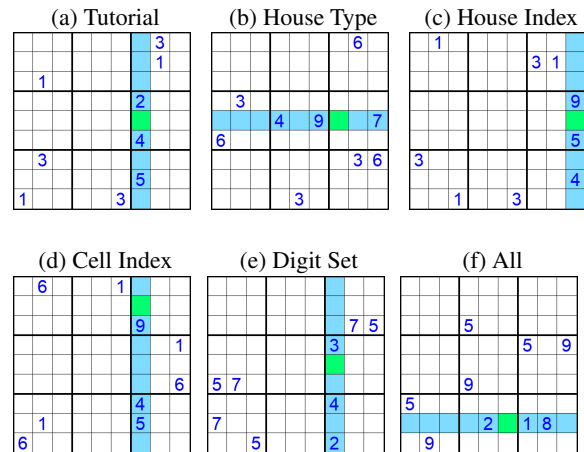 (a) Tutorial (b) House Type (c) House Index
3 6 1
1 3 1
1
2 3 9
4 9 7
4 6 5
3 3 6 3
5 4
1 3 3 1 3
(d) Cell Index (e) Digit Set (f) All
6 1
9 7 5 5
1 3 5 9
6 5 7 9
4 4 5
1 5 7 2 1 8
6 5 2 9